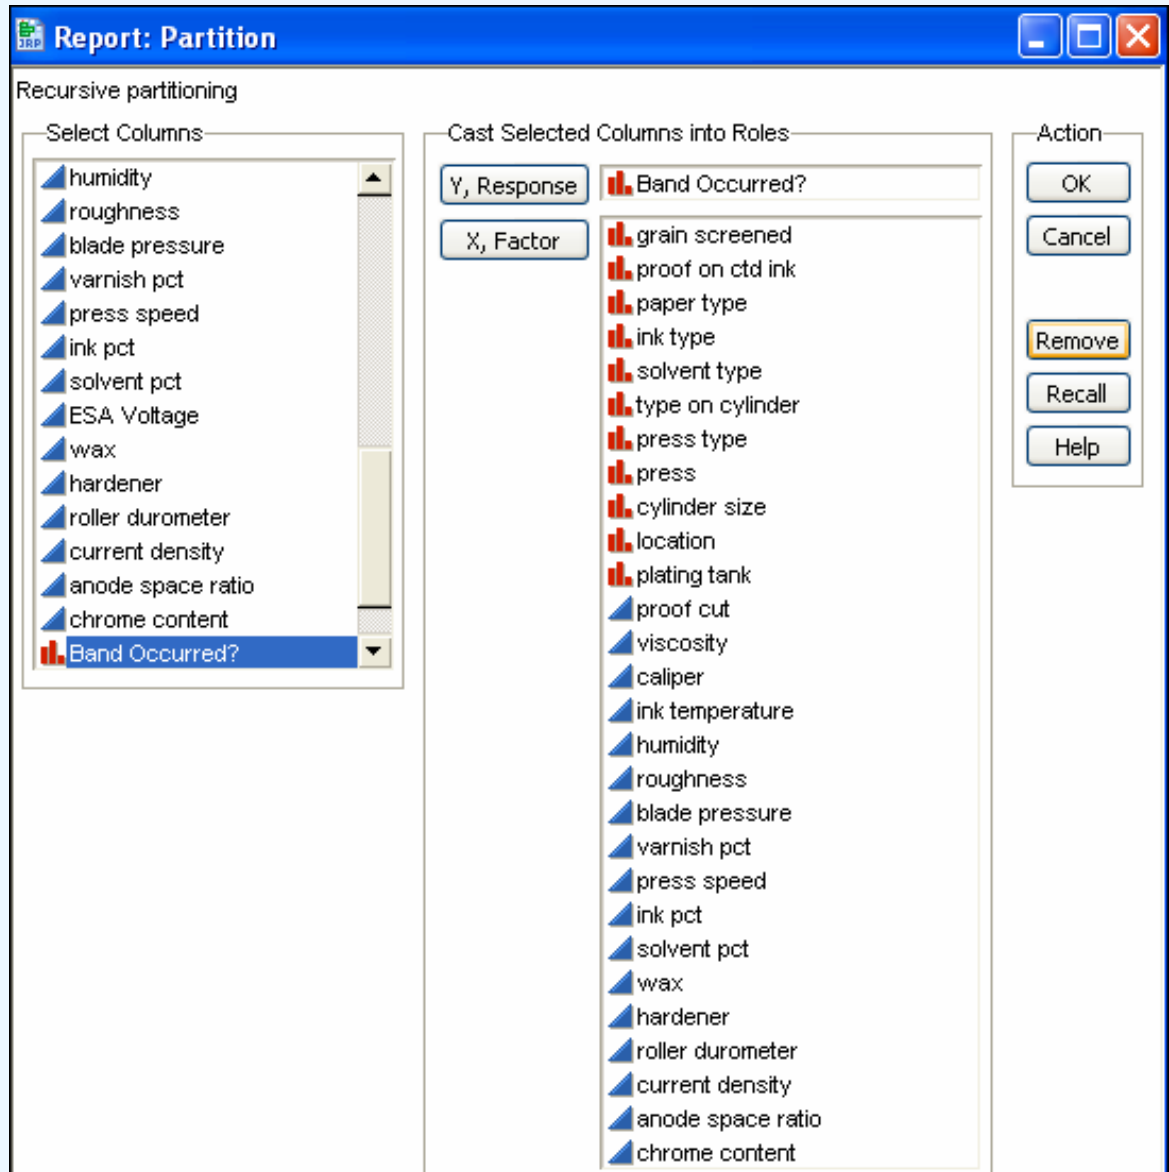 JRP
Report: Partition
Recursive partitioning
Select Columns
humidity
roughness
blade pressure
varnish pct
press speed
ink pct
solvent pct
ESA Voltage
wax
hardener
roller durometer
current density
anode space ratio
chrome content
Band Occurred?
Cast Selected Columns into Roles
Y, Response
Band Occurred?
X, Factor
grain screened
proof on ctd ink
paper type
ink type
solvent type
type on cylinder
press type
press
cylinder size
location
plating tank
proof cut
viscosity
caliper
ink temperature
humidity
roughness
blade pressure
varnish pct
press speed
ink pct
solvent pct
wax
hardener
roller durometer
current density
anode space ratio
chrome content
Action
OK
Cancel
Remove
Recall
Help